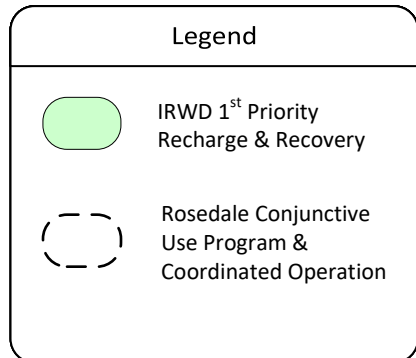 Legend
IRWD 1st Priority
Recharge & Recovery
Rosedale Conjunctive
Use Program &
Coordinated Operation